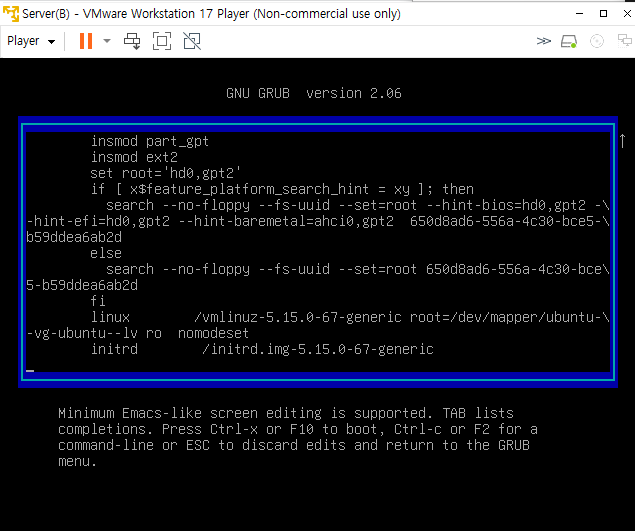 Server(B) - VMware Workstation 17 Player (Non-commercial use only)
Player
GNU GRUB  version 2.06
insmod part_gpt
insmod ext2
set root='hd0,gpt2'
if [ x$feature_platform_search_hint = xy ]; then
search --no-floppy --fs-uuid --set=root --hint-bios=hd0,gpt2 -\
-hint-efi=hd0,gpt2 --hint-baremetal=ahci0,gpt2  650d8ad6-556a-4c30-bce5-\
b59ddea6ab2d
else
search --no-floppy --fs-uuid --set=root 650d8ad6-556a-4c30-bce\
5-b59ddea6ab2d
fi
linux        /vmlinuz-5.15.0-67-generic root=/dev/mapper/ubuntu-\
-vg-ubuntu--lv ro  nomodeset
initrd        /initrd.img-5.15.0-67-generic
Minimum Emacs-like screen editing is supported. TAB lists
completions. Press Ctrl-x or F10 to boot, Ctrl-c or F2 for a
command-line or ESC to discard edits and return to the GRUB
menu.